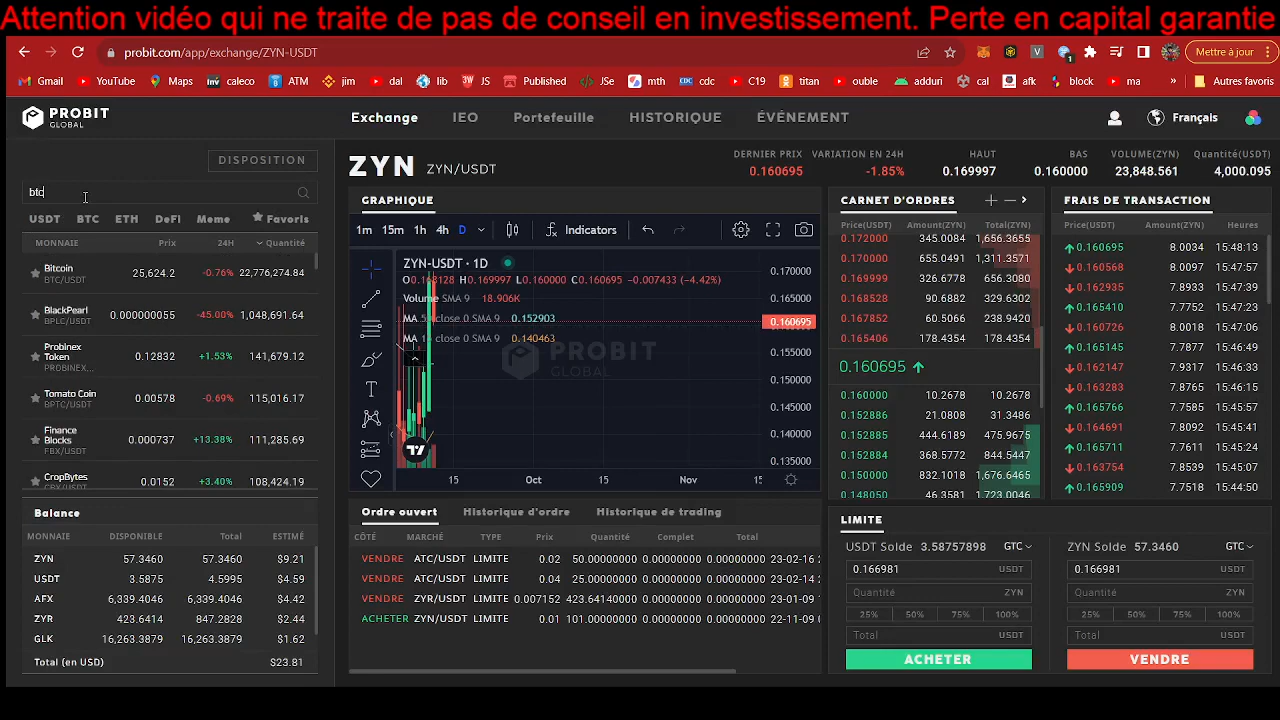 Attention vidéo qui ne traite de pas de conseil en investissement. Perte en capital garantie
probit.com/app/exchange/ZYN-USDT
Mettre à jour
Gmail YouTube Maps caleco ATM jim dal lib JS Published JSe mth cdc C19 titan ouble adduri cal afk block ma » Autres favoris
PROBIT
GLOBAL
Exchange IEO Portefeuille HISTORIQUE ÉVÉNEMENT Français
DISPOSITION
btc
USDT BTC ETH DeFi Meme Favoris
MONNAIE Prix 24H Quantité
Bitcoin
BTC/USDT 25,624.2 -0.76% 22,776,274.84
BlackPearl
BPLC/USDT 0.000000055 -45.00% 1,048,691.64
Probinex
Token
PROBINEX... 0.12832 +1.53% 141,679.12
Tomato Coin
BPTC/USDT 0.00578 -0.69% 115,016.17
Finance
Blocks
FBX/USDT 0.000737 +13.38% 111,285.69
CropBytes 0.0152 +3.40% 108,424.19
Balance
MONNAIE DISPONIBLE Total ESTIMÉ
ZYN 57.3460 57.3460 $9.21
USDT 3.5875 4.5995 $4.59
AFX 6,339.4046 6,339.4046 $4.42
ZYR 423.6414 847.2828 $2.44
GLK 16,263.3879 16,263.3879 $1.62
Total (en USD) $23.81
ZYN ZYN/USDT
DERNIER PRIX VARIATION EN 24H HAUT BAS VOLUME(ZYN) Quantité(USDT)
0.160695 -1.85% 0.169997 0.160000 23,848.561 4,000.095
GRAPHIQUE
1m 15m 1h 4h D Indicators
ZYN-USDT · 1D
H0.169997 L0.160000 C0.160695 −0.007433 (−4.42%)
Volume SMA 9 18.906K
close 0 SMA 9 0.152903
close 0 SMA 9 0.140463
PROBIT
GLOBAL
0.170000
0.165000
0.160695
0.155000
0.150000
0.145000
0.140000
0.135000
15 Oct 15 Nov
CARNET D'ORDRES
Price(USDT) Amount(ZYN) Total(ZYN)
0.172000 345.0084 1,656.3655
0.170000 655.0491 1,311.3571
0.169999 326.6778 656.3080
0.168528 90.6882 329.6302
0.167852 60.5066 238.9420
0.165406 178.4354 178.4354
0.160695
0.160000 10.2678 10.2678
0.152886 21.0808 31.3486
0.152885 444.6189 475.9675
0.152884 368.5772 844.5447
0.150000 832.1018 1,676.6465
0.148050 46.3581 1,723.0046
FRAIS DE TRANSACTION
Price(USDT) Amount(ZYN) Heures
0.160695 8.0034 15:48:13
0.160568 8.0097 15:47:57
0.162935 7.8933 15:47:39
0.165410 7.7752 15:47:23
0.160726 8.0018 15:47:06
0.165145 7.7877 15:46:49
0.162147 7.9317 15:46:33
0.163283 7.8765 15:46:15
0.165766 7.7585 15:45:57
0.164691 7.8092 15:45:41
0.165711 7.7611 15:45:24
0.163754 7.8539 15:45:07
0.165909 7.7518 15:44:50
Ordre ouvert Historique d'ordre Historique de trading
CÔTÉ MARCHÉ TYPE Prix Quantité Complet Total
VENDRE ATC/USDT LIMITE 0.02 50.00000000 0.00000000 0.00000000 23-02-16
VENDRE ATC/USDT LIMITE 0.04 25.00000000 0.00000000 0.00000000 23-02-14
VENDRE ZYR/USDT LIMITE 0.007152 423.64140000 0.00000000 0.00000000 23-01-09
ACHETER ZYN/USDT LIMITE 0.01 101.00000000 0.00000000 0.00000000 22-11-09
LIMITE
USDT Solde 3.58757898 GTC
0.166981 USDT
Quantité ZYN
25% 50% 75% 100%
Total USDT
ACHETER
ZYN Solde 57.3460 GTC
0.166981 USDT
Quantité ZYN
25% 50% 75% 100%
Total USDT
VENDRE